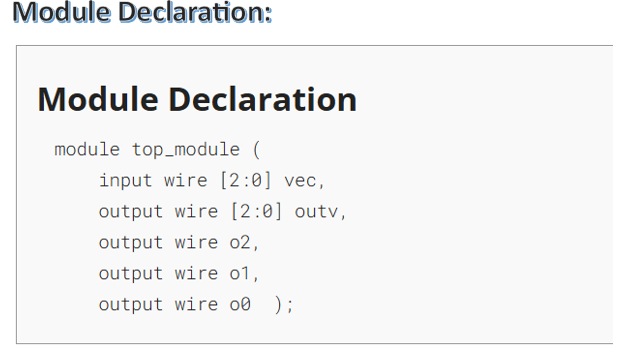 Module Declaration:
Module Declaration
module top_module (
    input wire [2:0] vec,
    output wire [2:0] outv,
    output wire o2,
    output wire o1,
    output wire o0  );